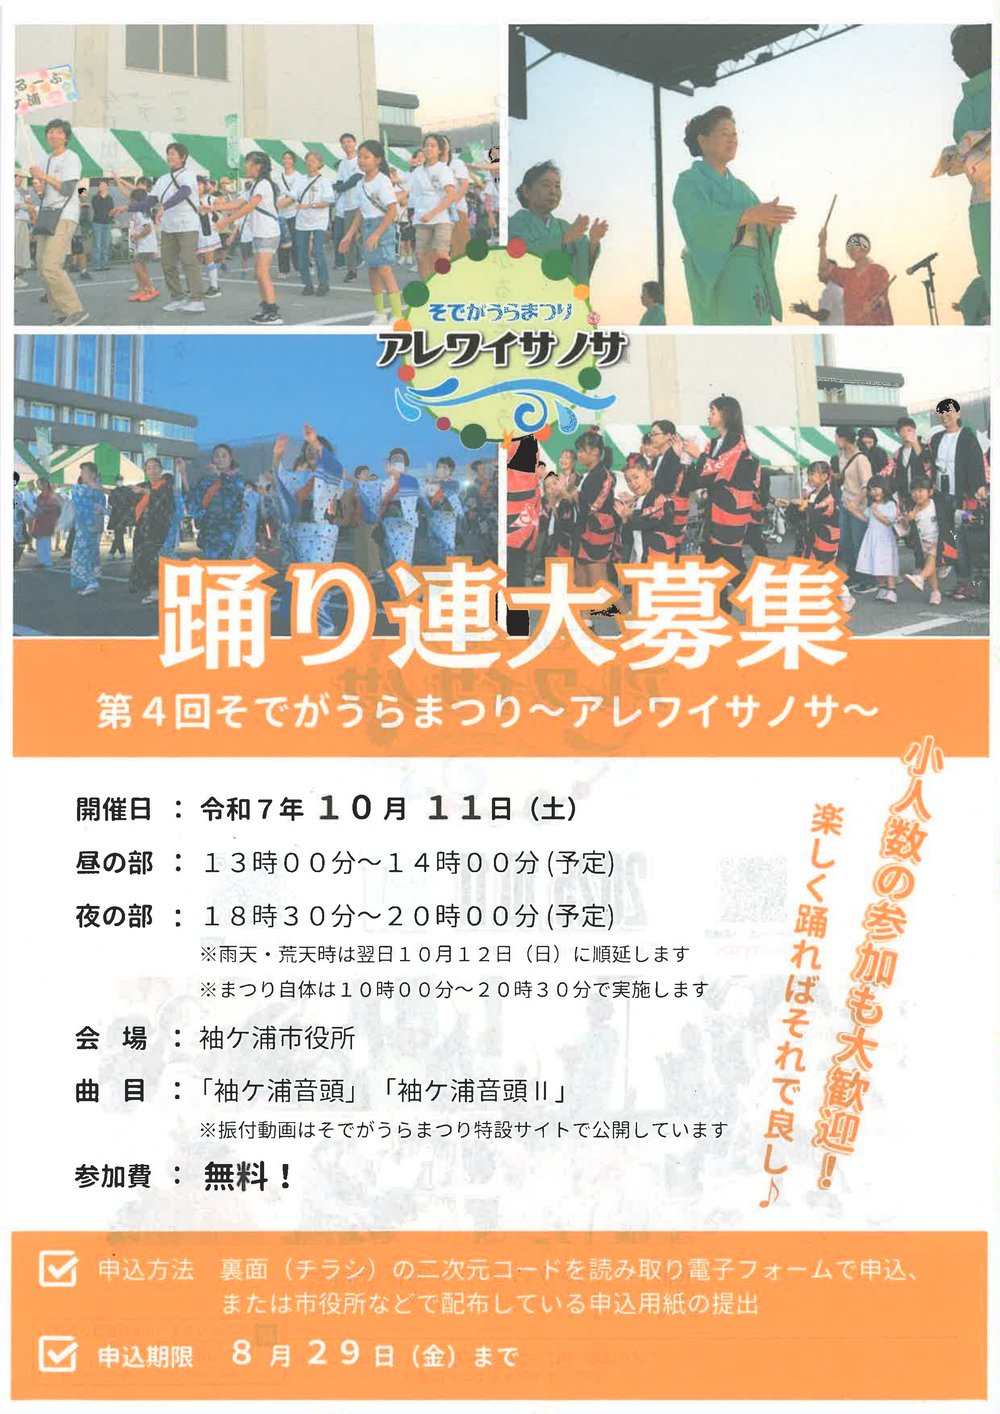 そでがうらまつり
アレワイサノサ
踊り連大募集
第４回そでがうらまつり～アレワイサノサ～
小人数の参加も大歓迎！
楽しく踊ればそれで良し♪
開催日 ： 令和７年 １０月 １１日（土）
昼の部 ： １３時００分～１４時００分(予定)
夜の部 ： １８時３０分～２０時００分(予定)
※雨天・荒天時は翌日１０月１２日（日）に順延します
※まつり自体は１０時００分～２０時３０分で実施します
会 場 ： 袖ケ浦市役所
曲 目 ： 「袖ケ浦音頭」「袖ケ浦音頭Ⅱ」
※振付動画はそでがうらまつり特設サイトで公開しています
参加費 ： 無料！
申込方法 裏面（チラシ）の二次元コードを読み取り電子フォームで申込、
または市役所などで配布している申込用紙の提出
申込期限 ８月２９日（金）まで